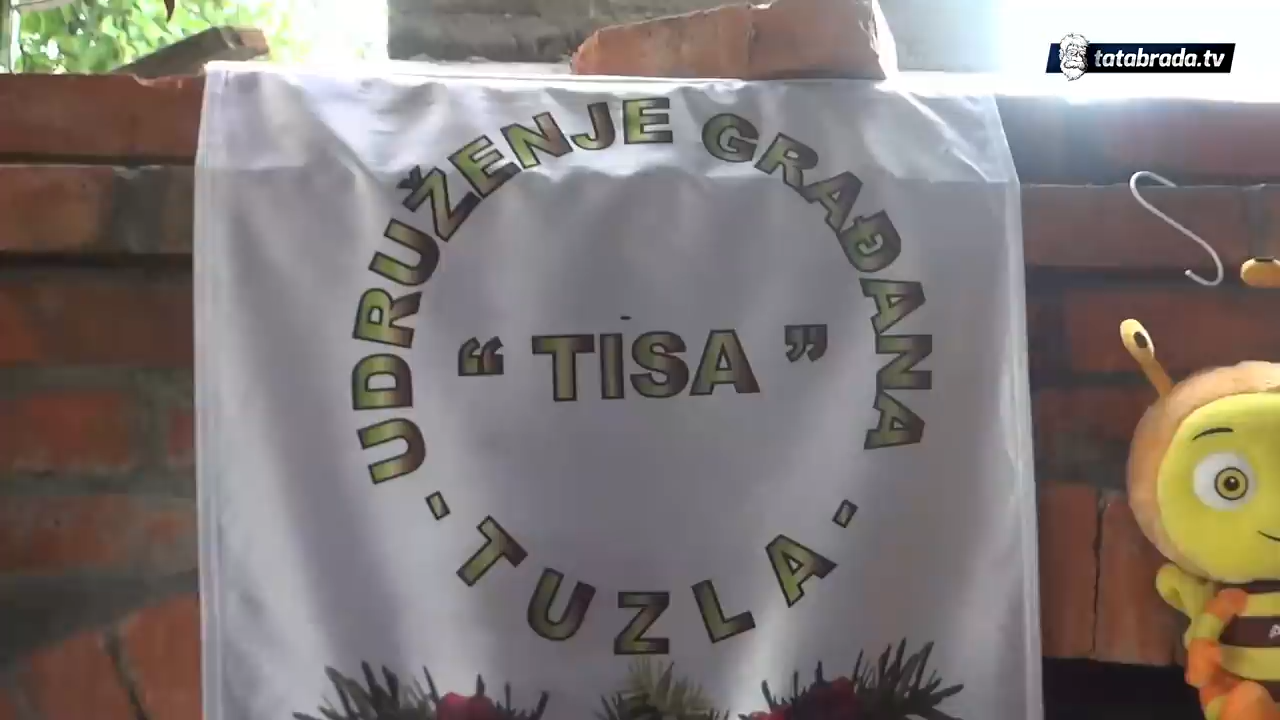 tatabrada.tv
UDRUŽENJE GRAĐANA
“ TISA ”
- TUZLA -